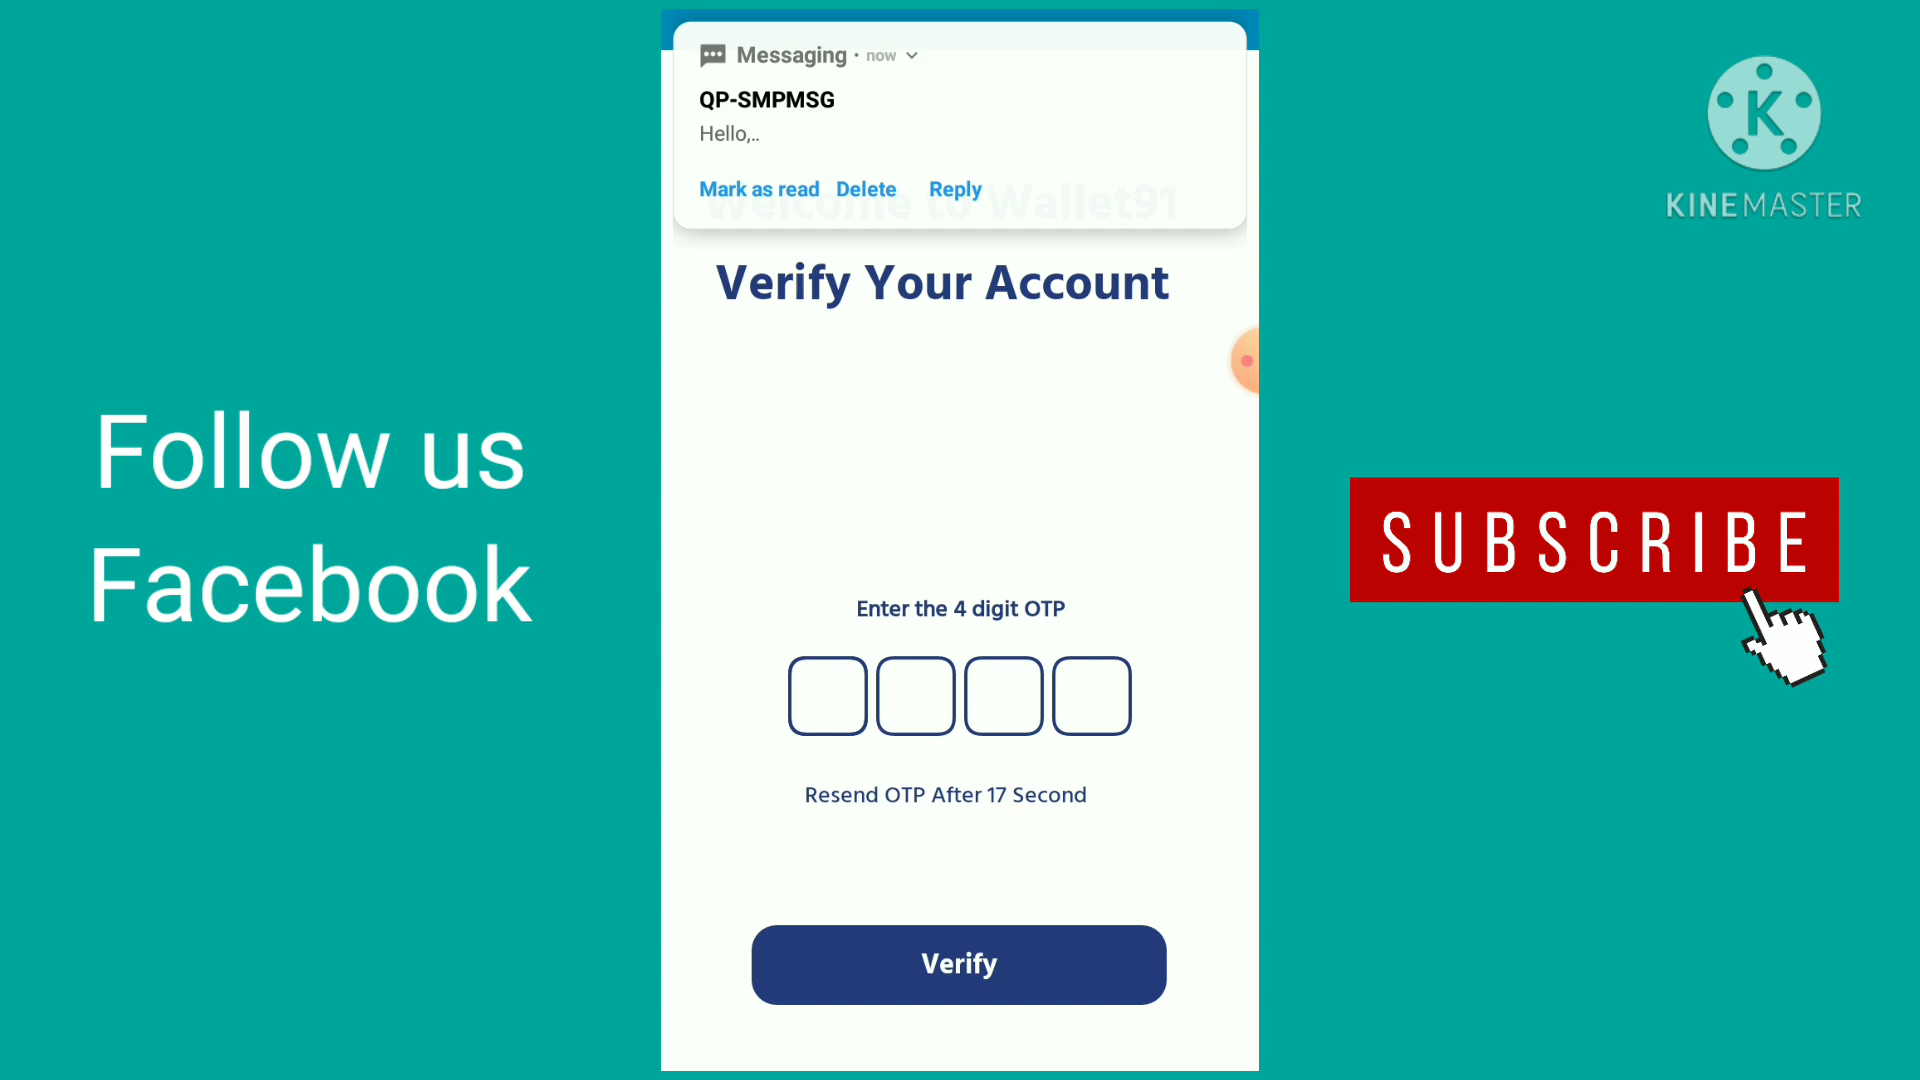 Messaging · now
QP-SMPMSG
Hello,..
Mark as read Delete Reply
Welcome to Wallet91
Verify Your Account
Enter the 4 digit OTP
Resend OTP After 17 Second
Verify
Follow us
Facebook
K
KINEMASTER
SUBSCRIBE